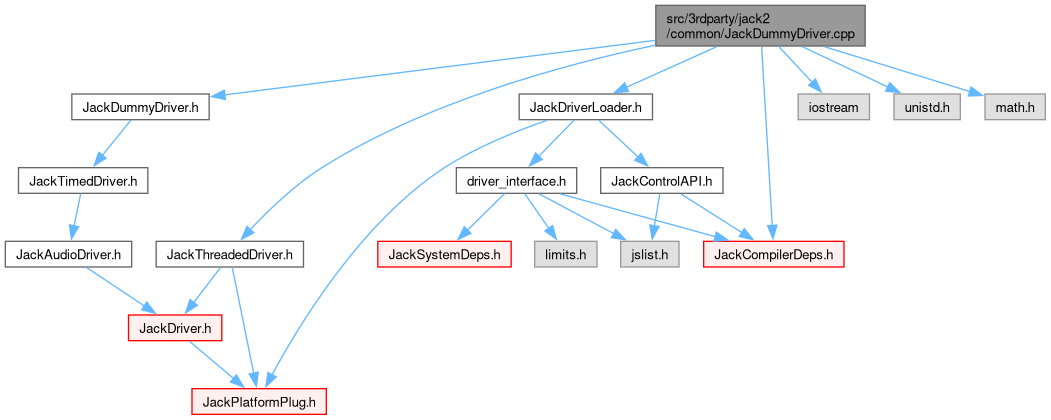 src/3rdparty/jack2
/common/JackDummyDriver.cpp
JackDummyDriver.h
JackDriverLoader.h
iostream
unistd.h
math.h
JackTimedDriver.h
driver_interface.h
JackControlAPI.h
JackAudioDriver.h
JackThreadedDriver.h
JackSystemDeps.h
limits.h
jslist.h
JackCompilerDeps.h
JackDriver.h
JackPlatformPlug.h